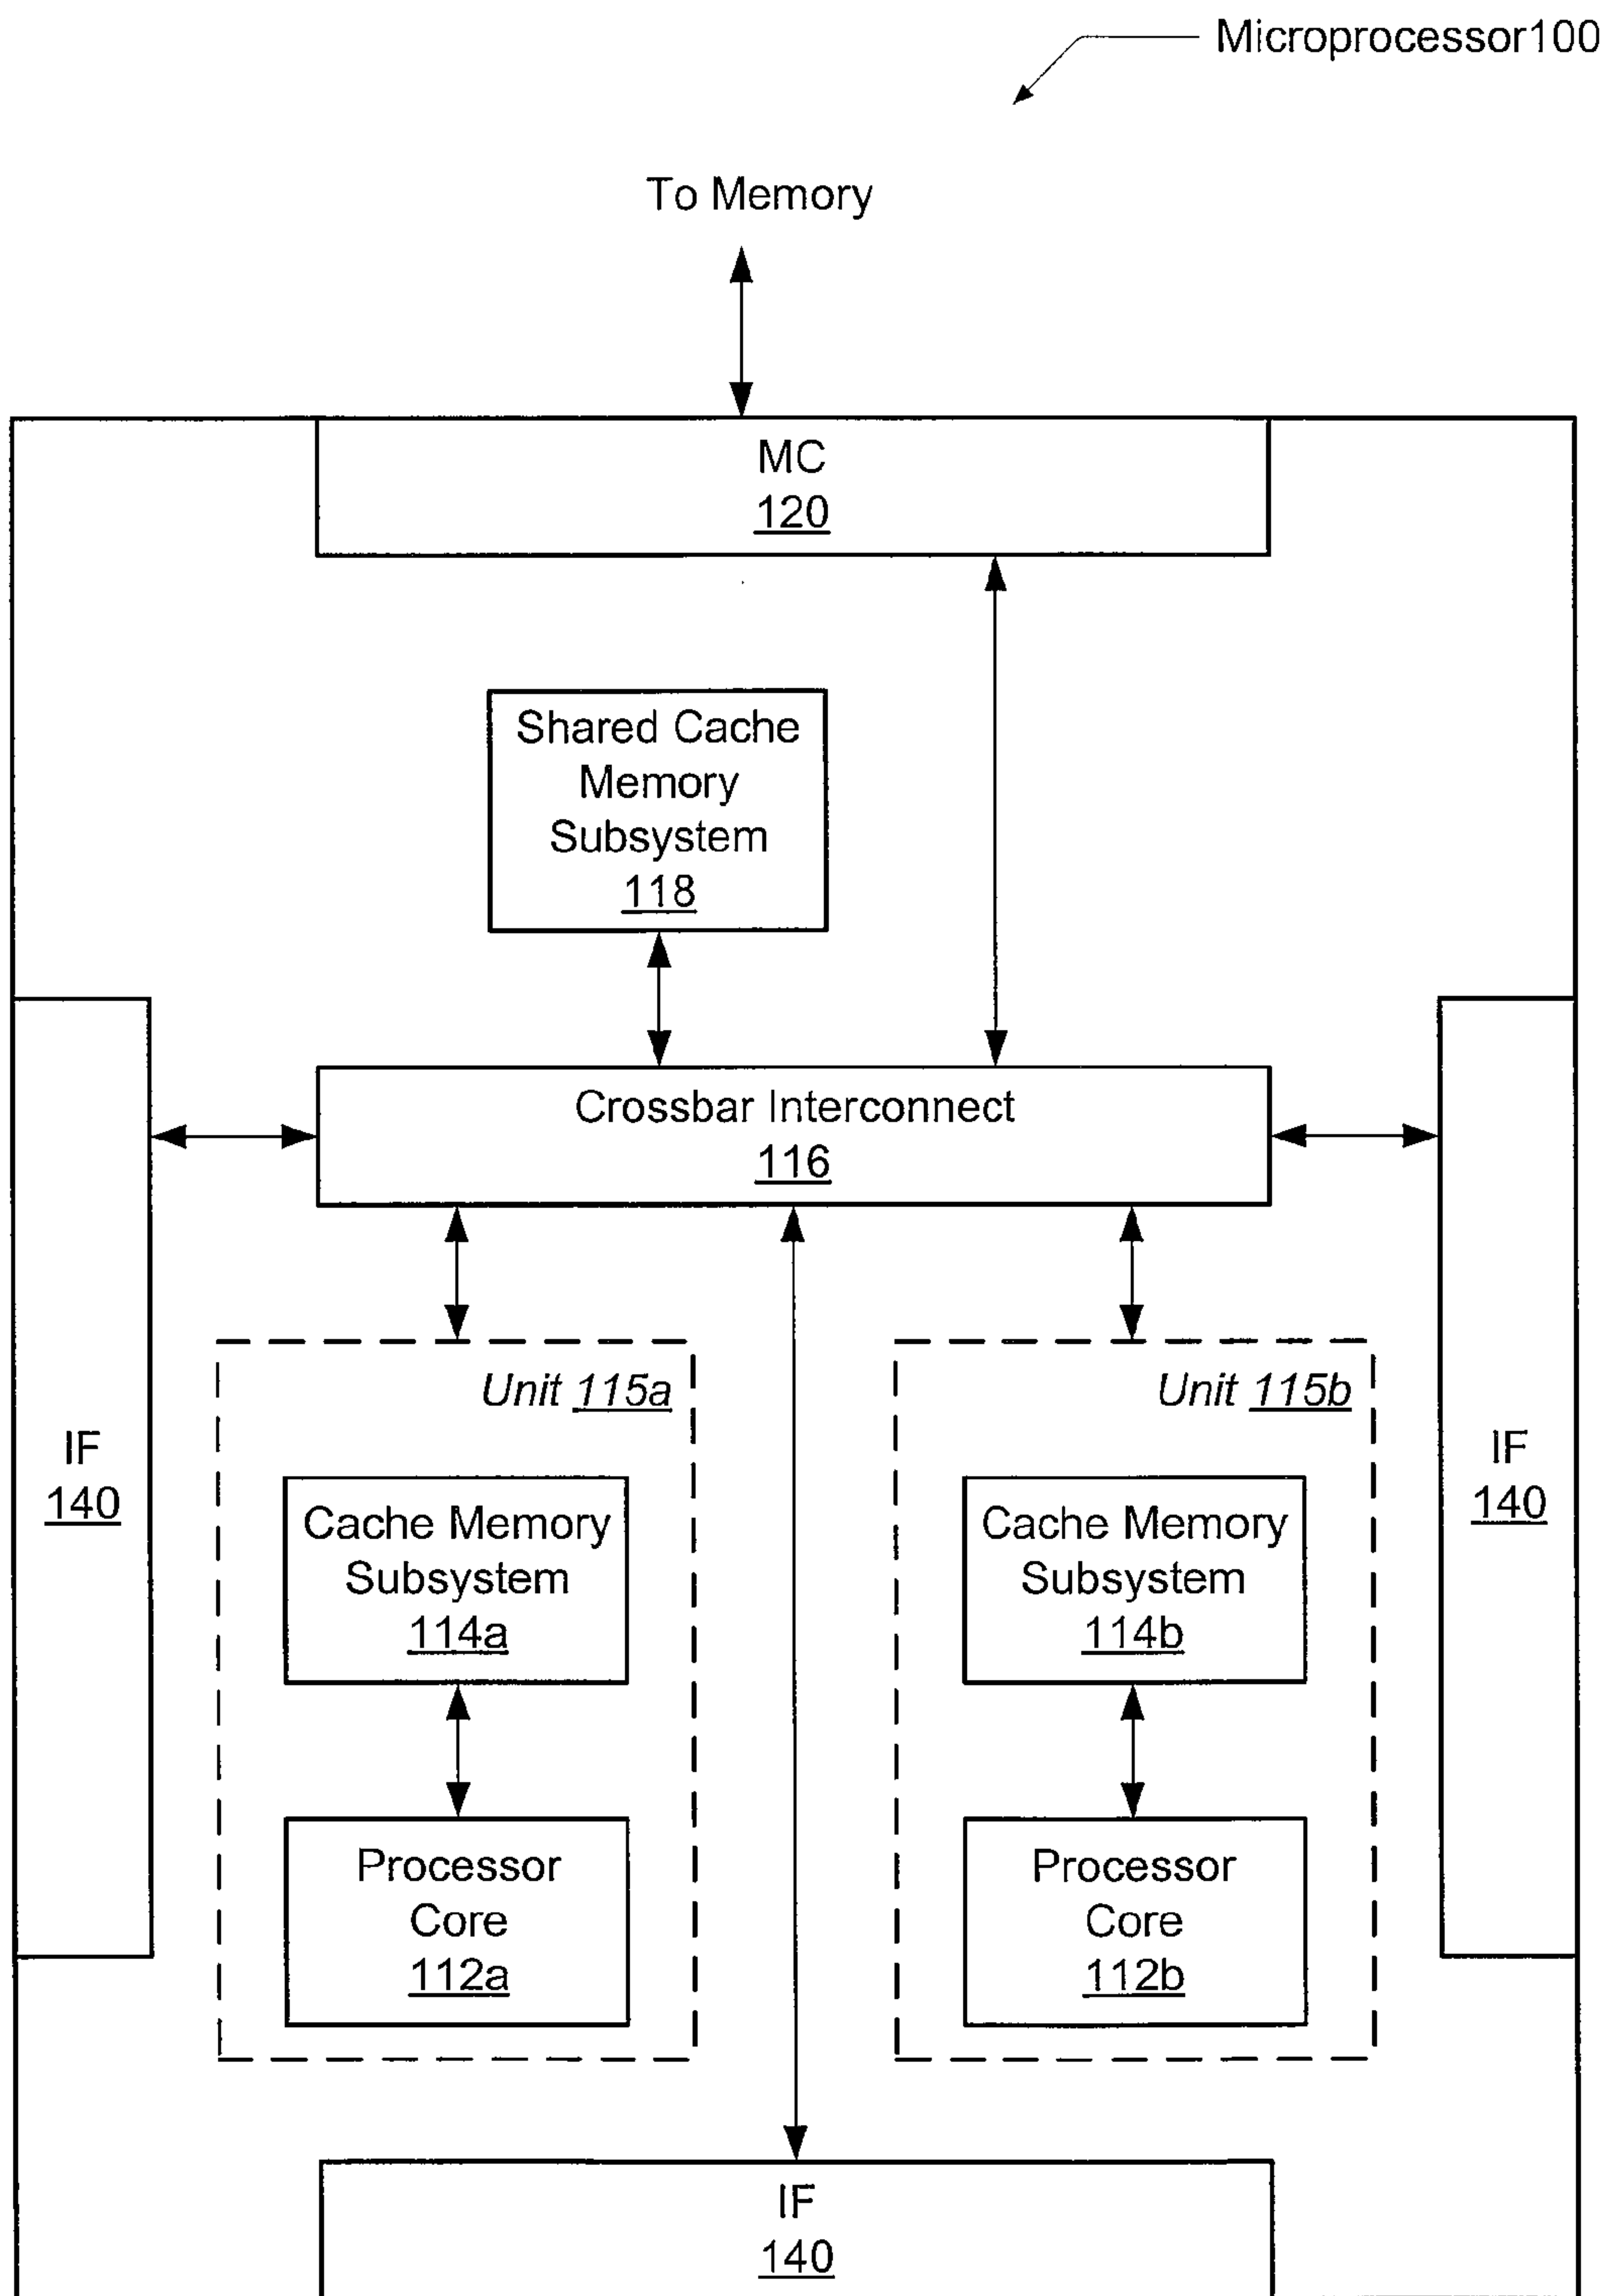 Microprocessor100
To Memory
MC
120
Shared Cache
Memory
Subsystem
118
Crossbar Interconnect
116
Unit 115a
Unit 115b
IF
140
IF
140
Cache Memory
Subsystem
114a
Cache Memory
Subsystem
114b
Processor
Core
112a
Processor
Core
112b
IF
140